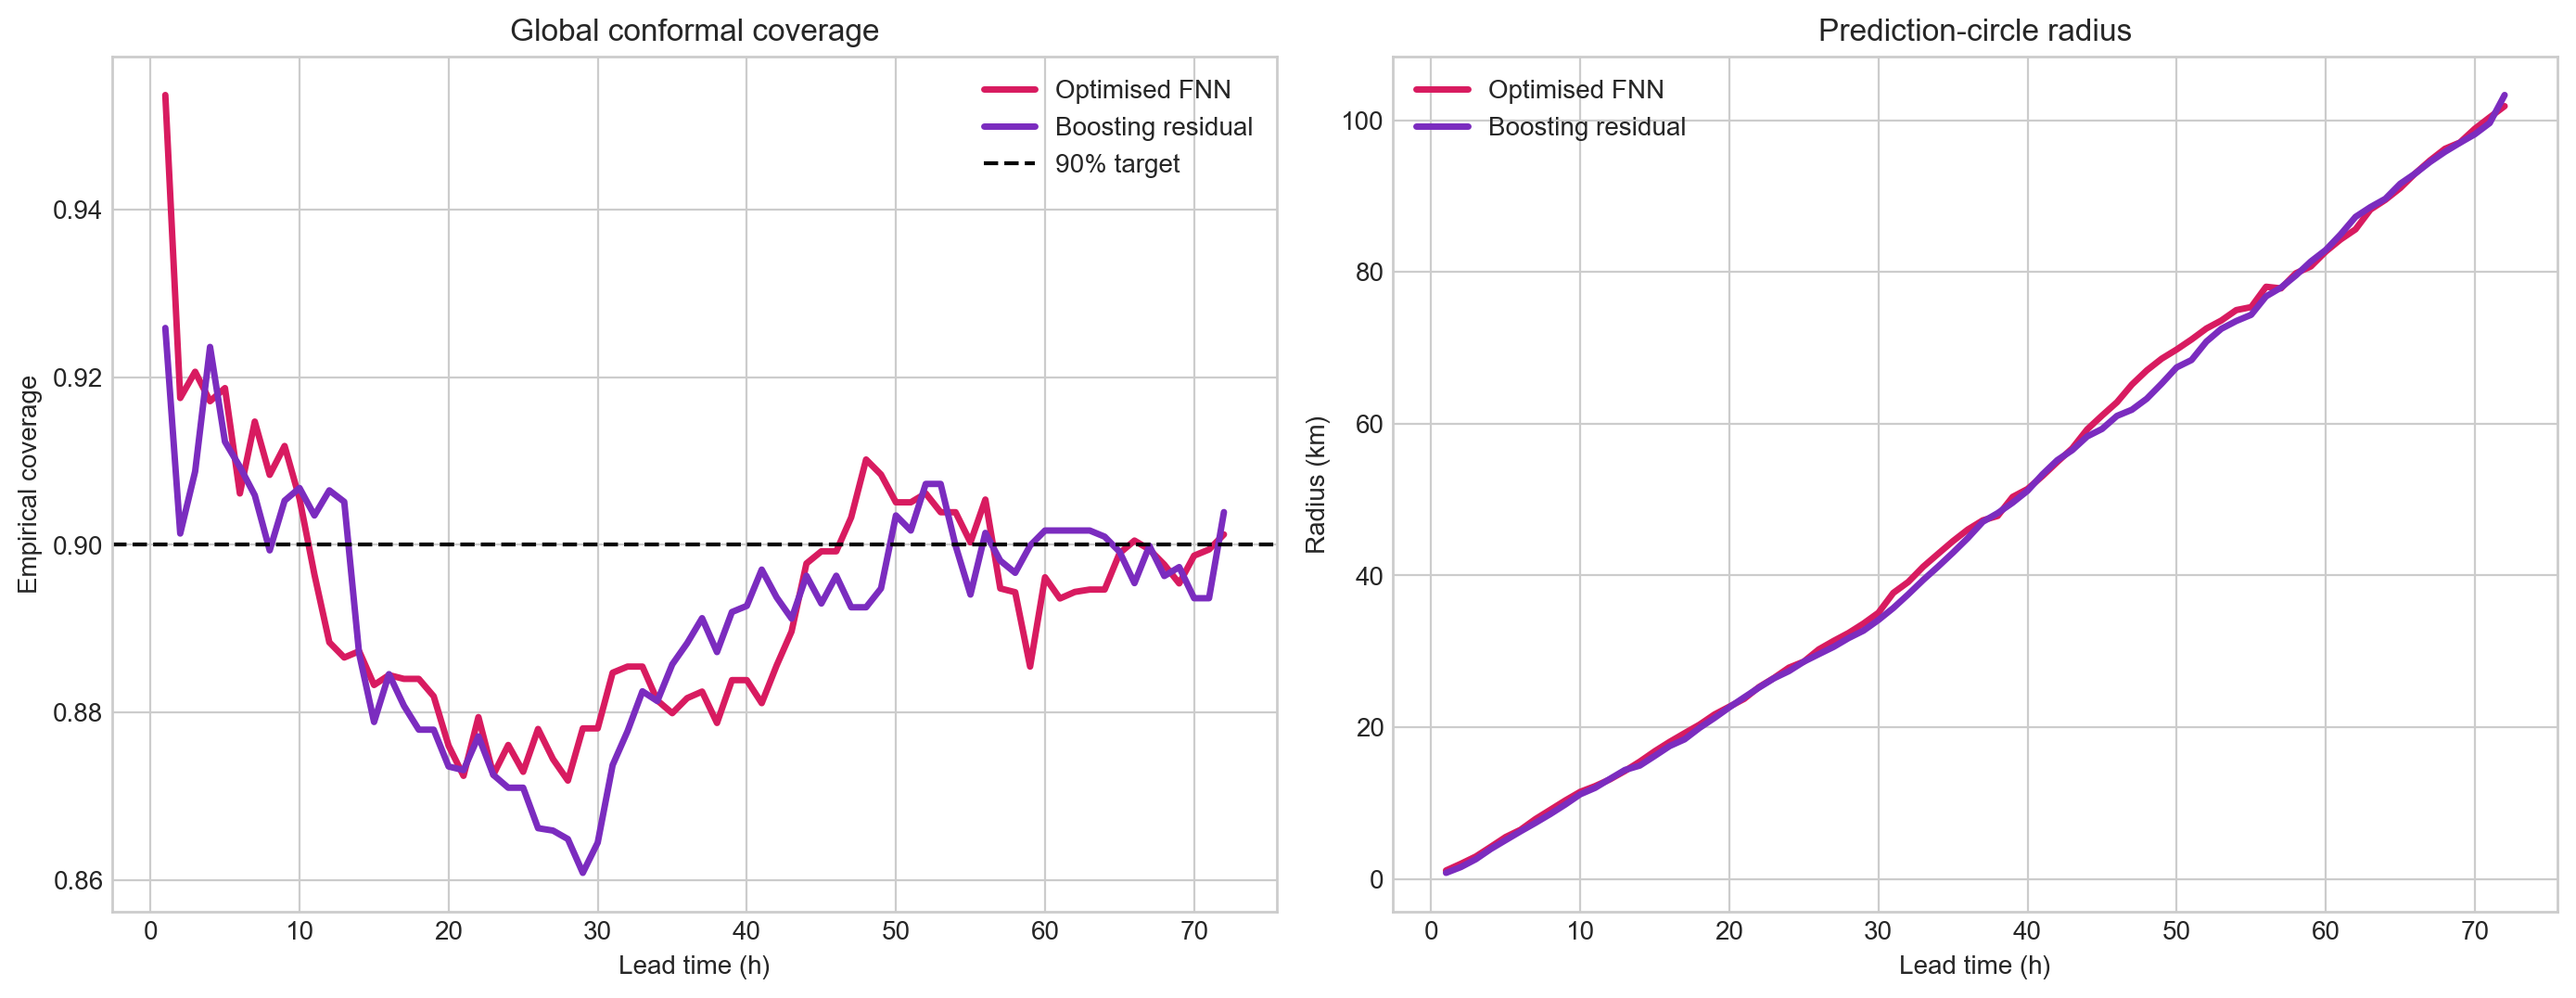 Global conformal coverage
Optimised FNN
Boosting residual
90% target
0.94
0.92
0.90
0.88
0.86
Empirical coverage
0 10 20 30 40 50 60 70
Lead time (h)
Prediction-circle radius
Optimised FNN
Boosting residual
100
80
60
40
20
0
Radius (km)
0 10 20 30 40 50 60 70
Lead time (h)